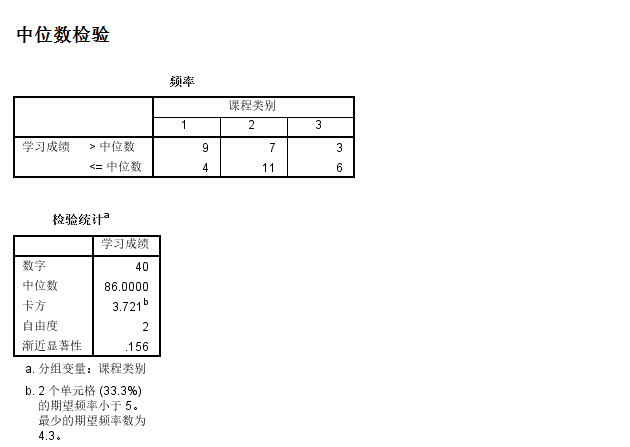 中位数检验
频率
课程类别
1 2 3
学习成绩 > 中位数 9 7 3
<= 中位数 4 11 6
检验统计a
学习成绩
数字 40
中位数 86.0000
卡方 3.721b
自由度 2
渐近显著性 .156
a. 分组变量：课程类别
b. 2 个单元格 (33.3%)
的期望频率小于 5。
最少的期望频率数为
4.3。